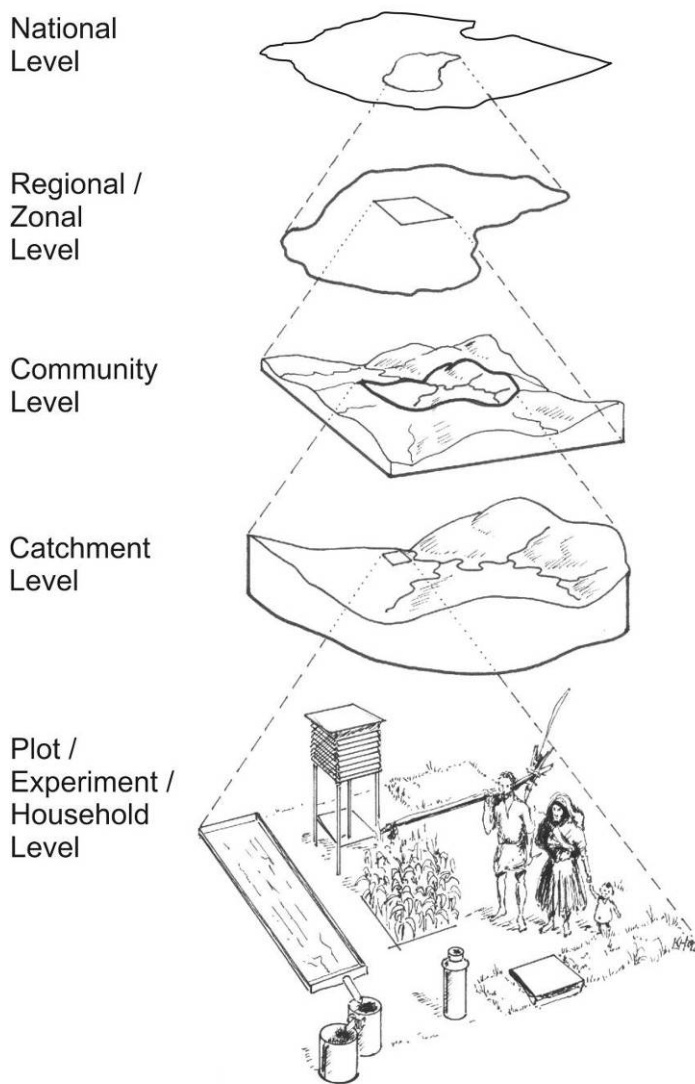 National
Level
Regional /
Zonal
Level
Community
Level
Catchment
Level
Plot /
Experiment /
Household
Level